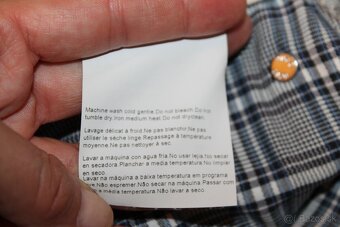 Machine wash cold gentle.Do not bleach.Do not
tumble dry.Iron medium heat.Do not dryclean.
Lavage délicat à froid.Ne pas blanchir.Ne pas
utiliser le sèche linge.Repassage à température
moyenne.Ne pas nettoyer à sec.
Lavar a máquina con agua fría.No usar lejia.No secar
en secadora.Planchar a media temperatura.No limpiar
en seco.
Lavar na máquina a baixa temperatura em programa
Não espremer.Não secar na máquina.Passar com
a media temperatura.Não lavar a seco.